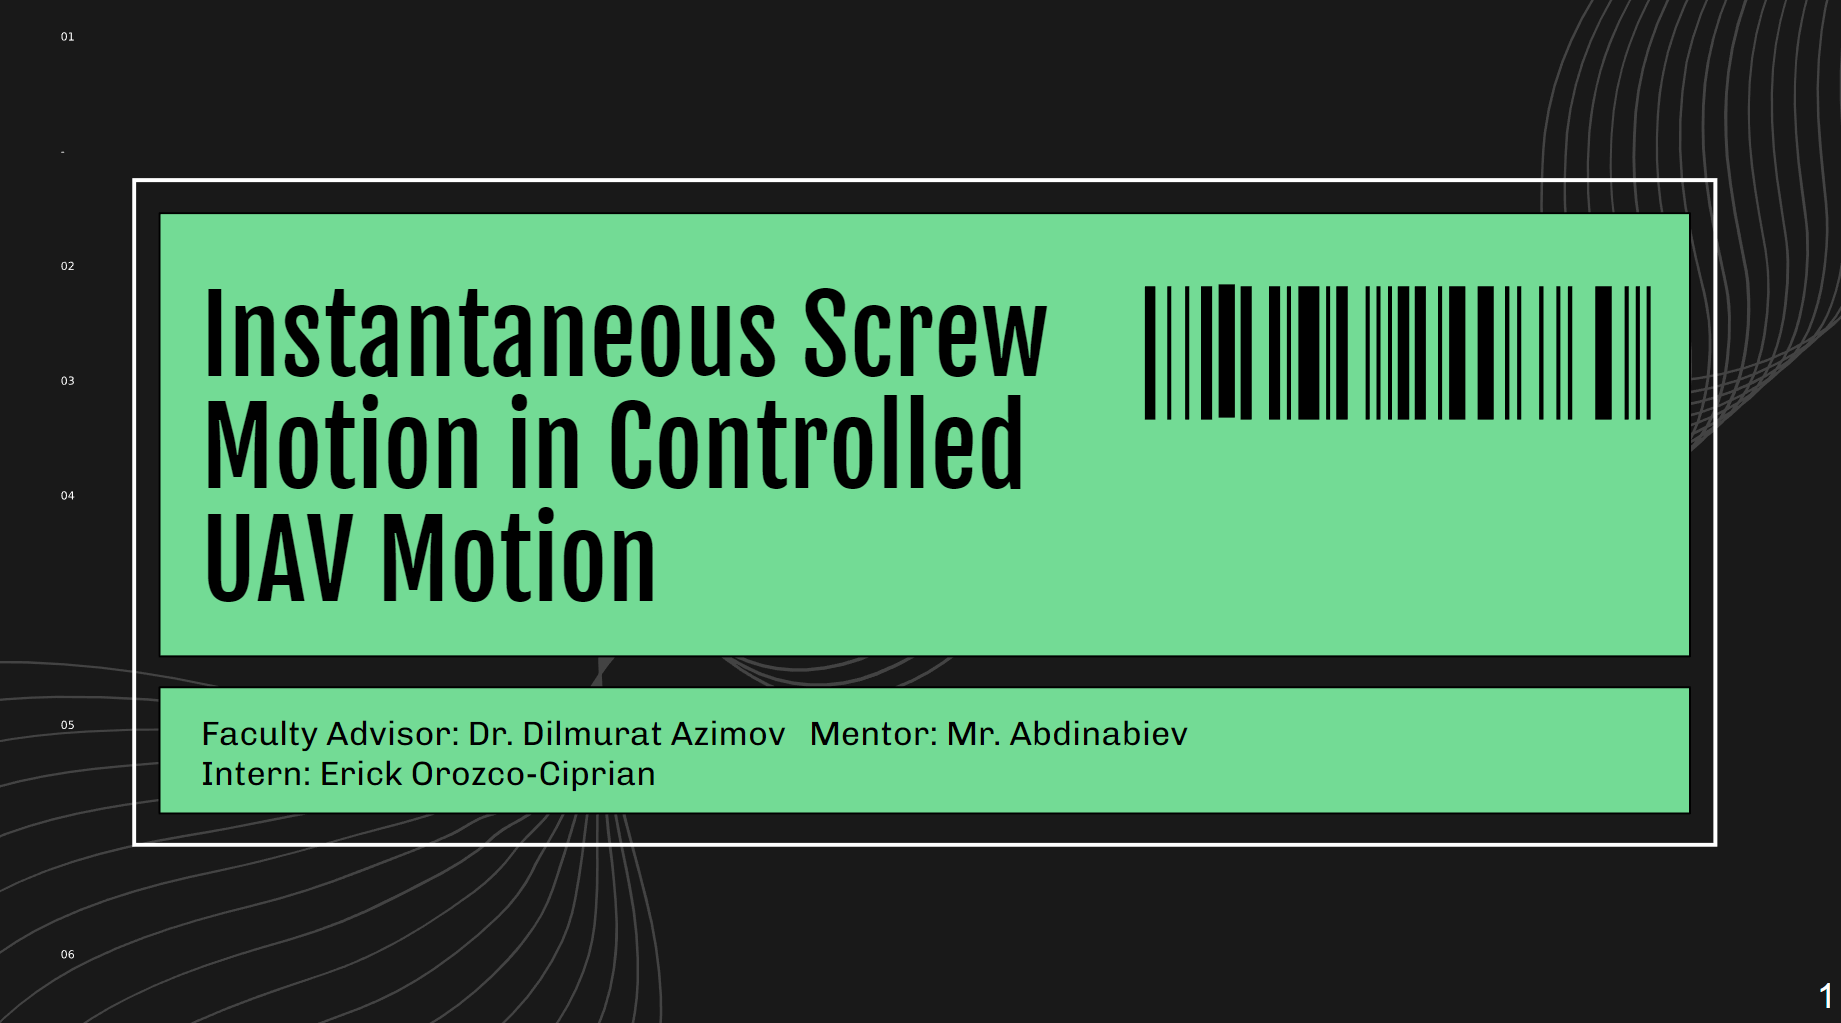 01
-
02
Instantaneous Screw
Motion in Controlled
UAV Motion
03
04
05
Faculty Advisor: Dr. Dilmurat Azimov   Mentor: Mr. Abdinabiev
Intern: Erick Orozco-Ciprian
06
1